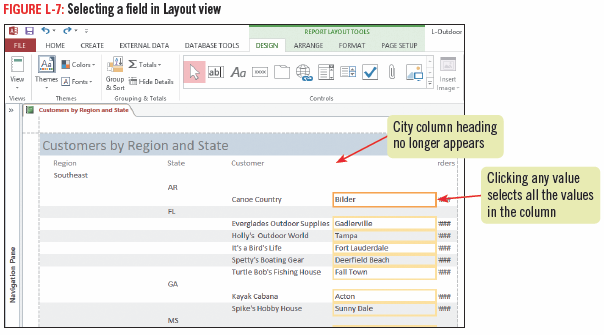 FIGURE L-7: Selecting a field in Layout view
REPORT LAYOUT TOOLS
L-Outdoor
FILE HOME CREATE EXTERNAL DATA DATABASE TOOLS DESIGN ARRANGE FORMAT PAGE SETUP
View
Themes
Aa
Colors
A Fonts
Group & Sort
Σ Totals
Hide Details
ab|
Aa
xxxx
Insert Image
Views
Themes
Grouping & Totals
Controls
Customers by Region and State
City column heading no longer appears
Customers by Region and State
Region State Customer rders
Southeast
Clicking any value selects all the values in the column
AR
Canoe Country Bilder ###
FL
Everglades Outdoor Supplies Gadlerville ###
Holly's Outdoor World Tampa ###
It's a Bird's Life Fort Lauderdale ###
Spetty's Boating Gear Deerfield Beach ###
Turtle Bob's Fishing House Fall Town ###
GA
Kayak Cabana Acton ###
Spike's Hobby House Sunny Dale ###
MS
Navigation Pane